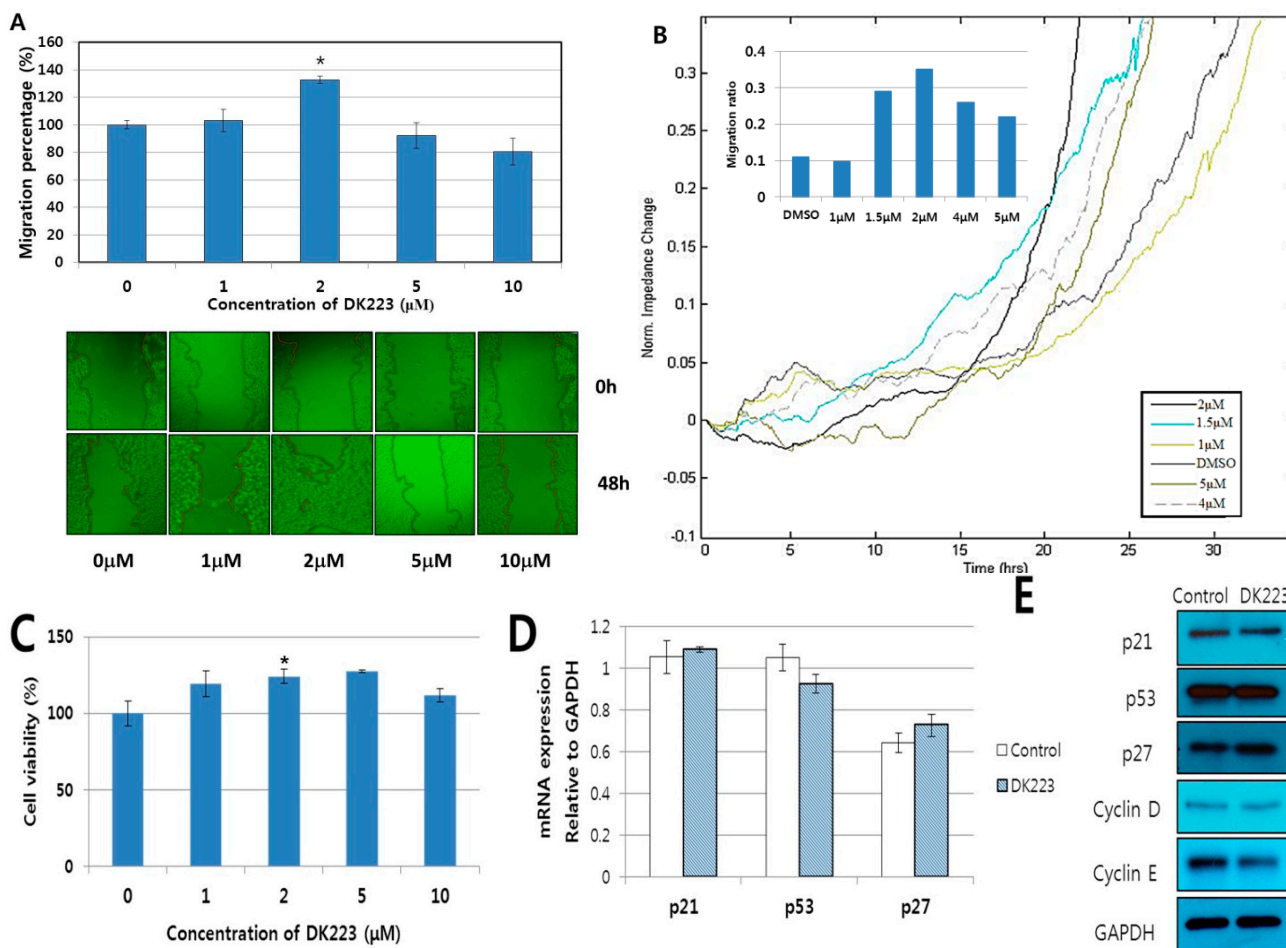 A
160
140
120
100
80
60
40
20
0
Migration percentage (%)
*
0 1 2 5 10
Concentration of DK223 (μM)
0h
48h
0μM 1μM 2μM 5μM 10μM
B
0.3
0.25
0.2
0.15
0.1
0.05
0
-0.05
-0.1
Norm. Impedance Change
0.4
0.3
0.2
0.1
0
Migration ratio
DMSO 1μM 1.5μM 2μM 4μM 5μM
2μM
1.5μM
1μM
DMSO
5μM
4μM
0 5 10 15 20 25 30
Time (hrs)
C
150
100
50
0
Cell viability (%)
*
0 1 2 5 10
Concentration of DK223 (μM)
D
1.2
1
0.8
0.6
0.4
0.2
0
mRNA expression
Relative to GAPDH
p21 p53 p27
Control
DK223
E
Control DK223
p21
p53
p27
Cyclin D
Cyclin E
GAPDH